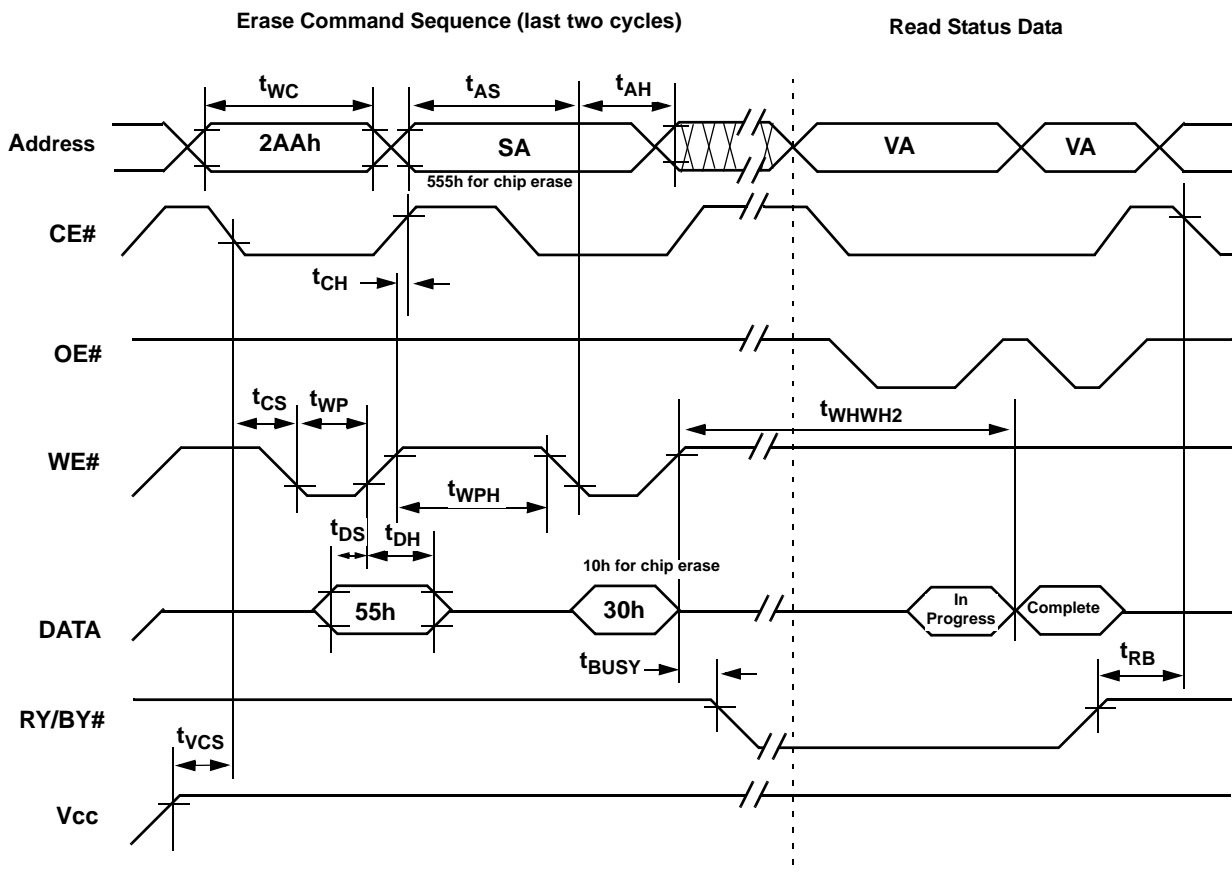 Erase Command Sequence (last two cycles)
Read Status Data
tWC
tAS
tAH
Address
2AAh
SA
VA
VA
555h for chip erase
CE#
tCH
OE#
tCS
tWP
tWHWH2
WE#
tWPH
tDS
tDH
10h for chip erase
DATA
55h
30h
In
Progress
Complete
tBUSY
tRB
RY/BY#
tVCS
Vcc